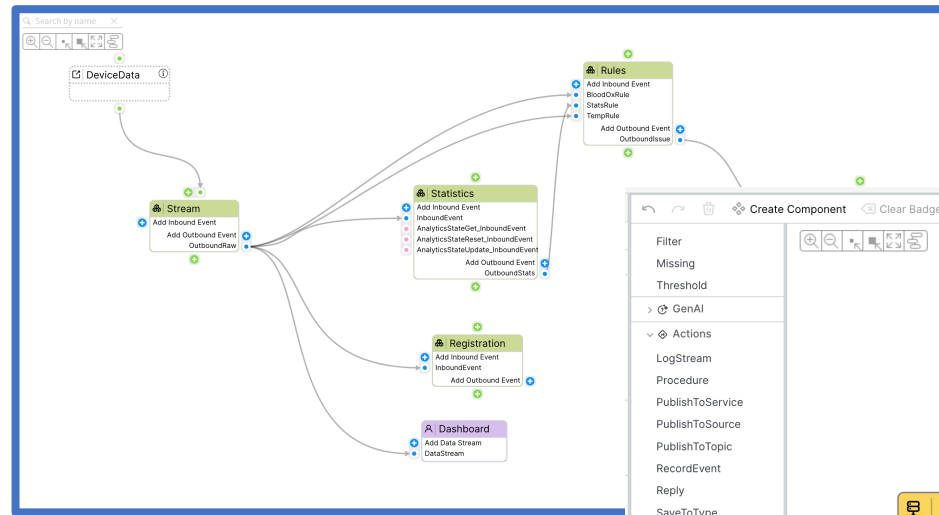 Search by name
DeviceData
Rules
Add Inbound Event
BloodOxRule
StatsRule
TempRule
Add Outbound Event
OutboundIssue
Stream
Add Inbound Event
Add Outbound Event
OutboundRaw
Statistics
Add Inbound Event
InboundEvent
AnalyticsStateGet_InboundEvent
AnalyticsStateReset_InboundEvent
AnalyticsStateUpdate_InboundEvent
Add Outbound Event
OutboundStats
Registration
Add Inbound Event
InboundEvent
Add Outbound Event
Dashboard
Add Data Stream
DataStream
Create Component
Clear Badge
Filter
Missing
Threshold
GenAI
Actions
LogStream
Procedure
PublishToService
PublishToSource
PublishToTopic
RecordEvent
Reply
SaveToType